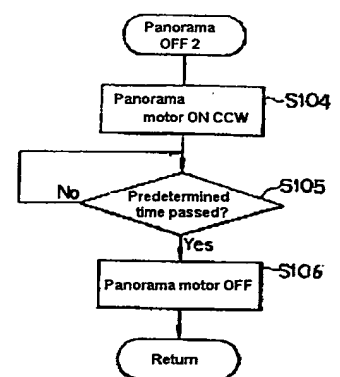 Panorama
OFF 2
Panorama
motor ON CCW
S104
No
Predetermined
time passed?
S105
Yes
Panorama motor OFF
S106
Return